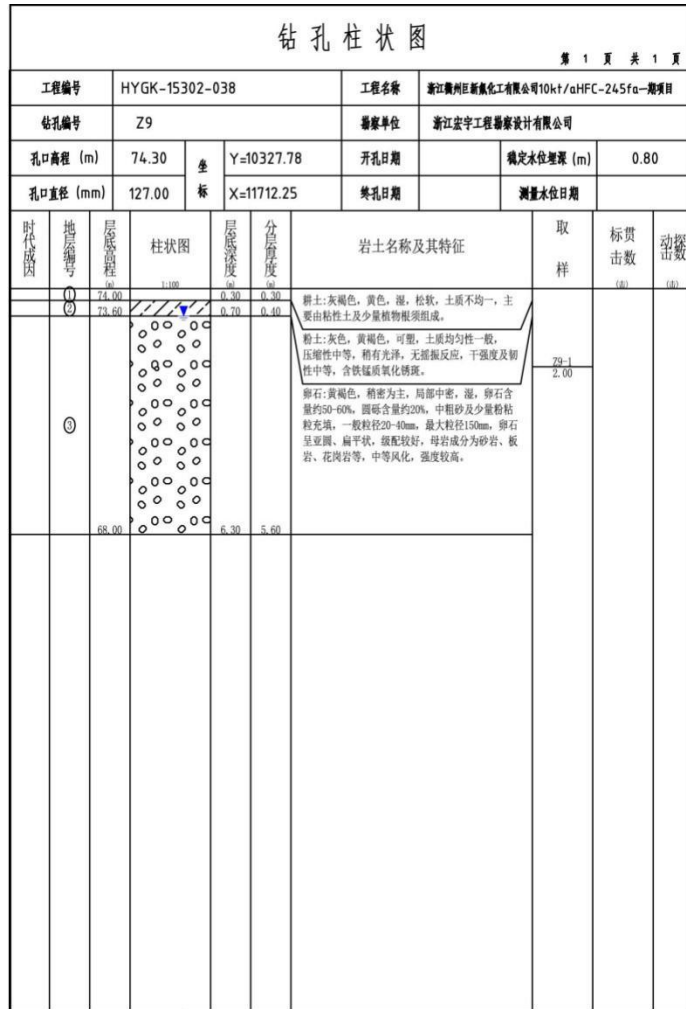 钻孔柱状图
第 1 页 共 1 页
工程编号 HYGK-15302-038 工程名称 浙江衢州巨新氟化工有限公司10kt/aHFC-245fa一期项目
钻孔编号 Z9 勘察单位 浙江宏宇工程勘察设计有限公司
孔口高程 (m) 74.30 坐标 Y=10327.78 开孔日期 稳定水位埋深 (m) 0.80
孔口直径 (mm) 127.00 X=11712.25 终孔日期 测量水位日期
时代成因 地层编号 层底高程 (m) 柱状图 1:100 层底深度 (m) 分层厚度 (m) 岩土名称及其特征 取样 标贯击数 (击) 动探击数 (击)
① 74.00 0.30 0.30
② 73.60 0.70 0.40
耕土:灰褐色，黄色，湿，松软，土质不均一，主
要由粘性土及少量植物根须组成。
粉土:灰色，黄褐色，可塑，土质均匀性一般，
压缩性中等，稍有光泽，无摇振反应，干强度及韧
性中等，含铁锰质氧化锈斑。
Z9-1
2.00
卵石:黄褐色，稍密为主，局部中密，湿，卵石含
量约50-60%，圆砾含量约20%，中粗砂及少量粉粘
粒充填，一般粒径20-40mm，最大粒径150mm，卵石
呈亚圆、扁平状，级配较好，母岩成分为砂岩、板
岩、花岗岩等，中等风化，强度较高。
③
68.00 6.30 5.60